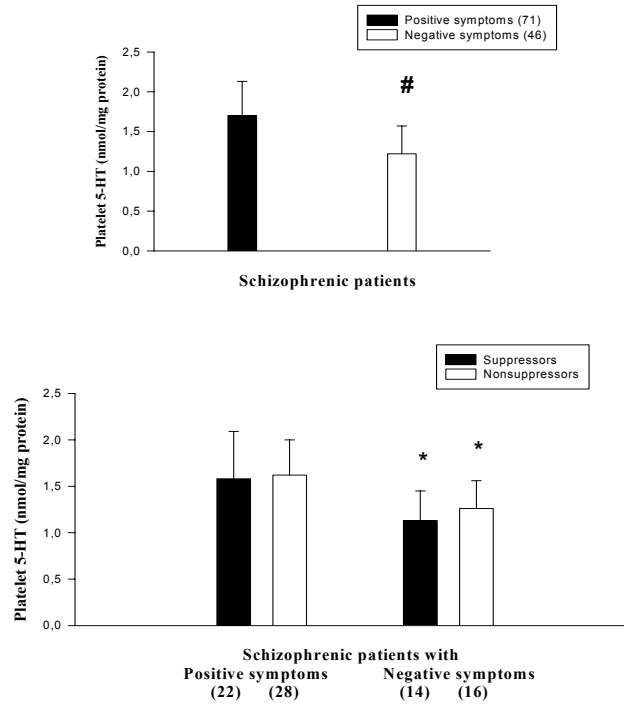 Positive symptoms (71)
Negative symptoms (46)
Platelet 5-HT (nmol/mg protein)
2,5
2,0
1,5
1,0
0,5
0,0
#
Schizophrenic patients
Suppressors
Nonsuppressors
Platelet 5-HT (nmol/mg protein)
2,5
2,0
1,5
1,0
0,5
0,0
* *
Schizophrenic patients with
Positive symptoms Negative symptoms
(22) (28) (14) (16)